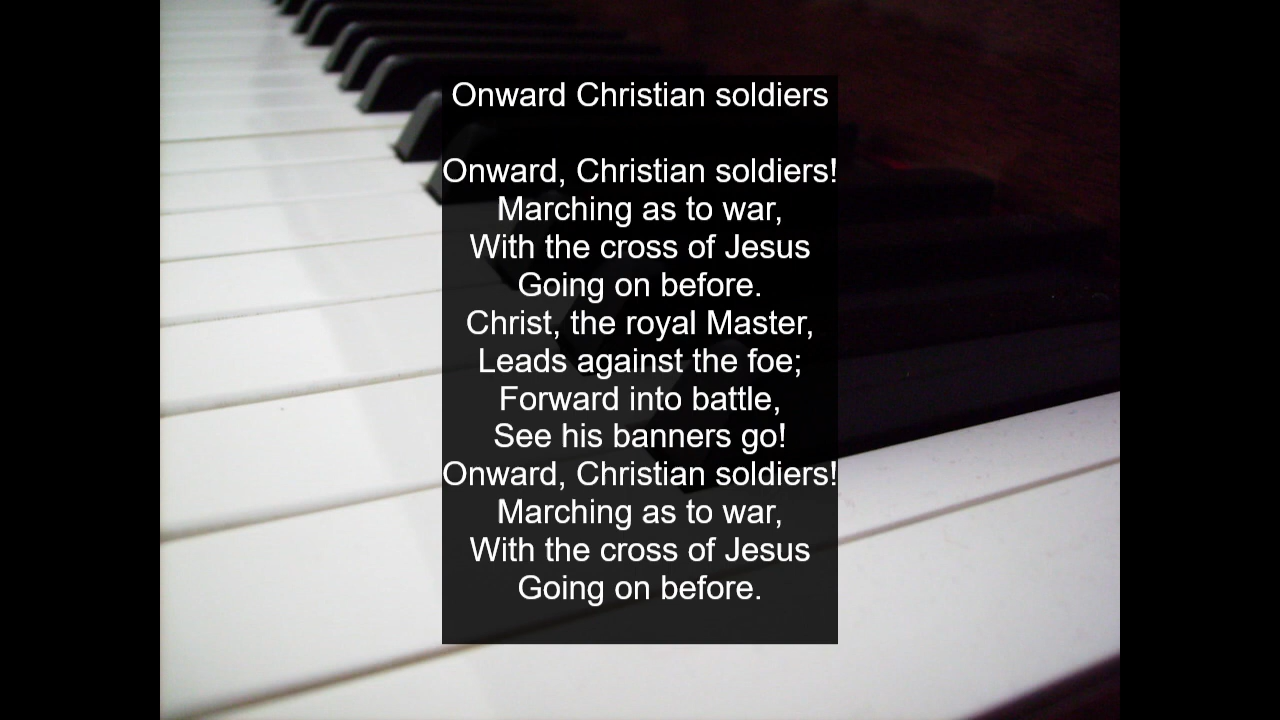 Onward Christian soldiers
Onward, Christian soldiers!
Marching as to war,
With the cross of Jesus
Going on before.
Christ, the royal Master,
Leads against the foe;
Forward into battle,
See his banners go!
Onward, Christian soldiers!
Marching as to war,
With the cross of Jesus
Going on before.